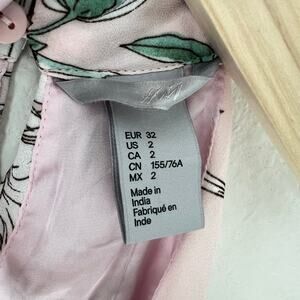 EUR 32
US 2
CA 2
CN 155/76A
MX 2
Made in
India
Fabriqué en
Inde